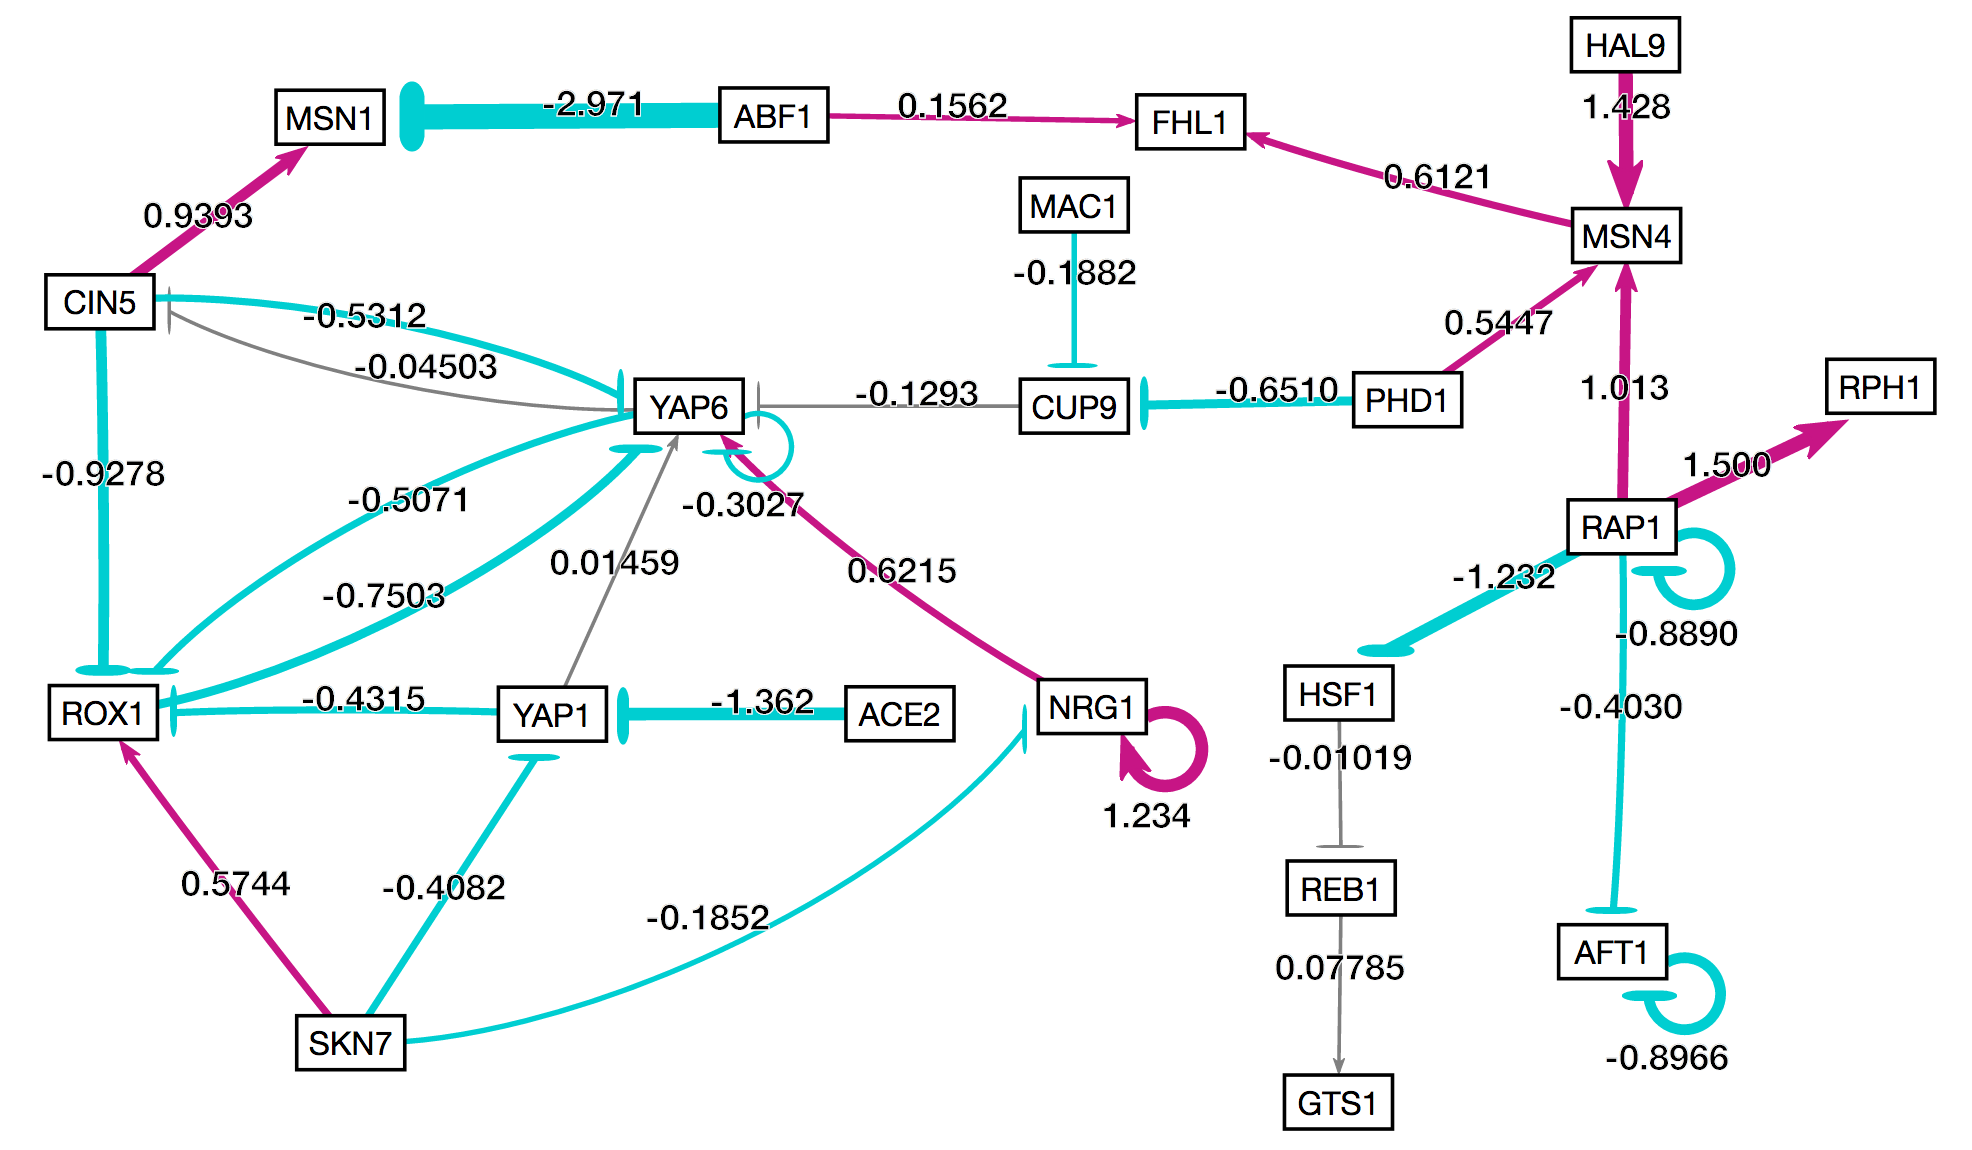 HAL9
MSN1
-2.971
ABF1
0.1562
FHL1
1.428
0.6121
MAC1
0.9393
MSN4
-0.1882
CIN5
-0.5312
0.5447
-0.04503
YAP6
-0.1293
CUP9
-0.6510
PHD1
1.013
RPH1
-0.9278
-0.5071
-0.3027
1.500
RAP1
0.01459
0.6215
-0.7503
-1.232
-0.8890
ROX1
-0.4315
YAP1
-1.362
ACE2
NRG1
HSF1
-0.4030
-0.01019
1.234
0.5744
-0.4082
-0.1852
REB1
0.07785
AFT1
SKN7
-0.8966
GTS1